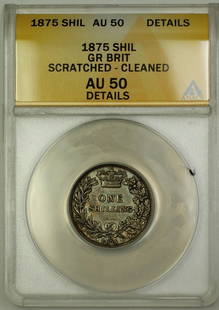 1875 SHIL AU 50 DETAILS
1875 SHIL
GR BRIT
SCRATCHED - CLEANED
AU 50
DETAILS
ONE
SHILLING